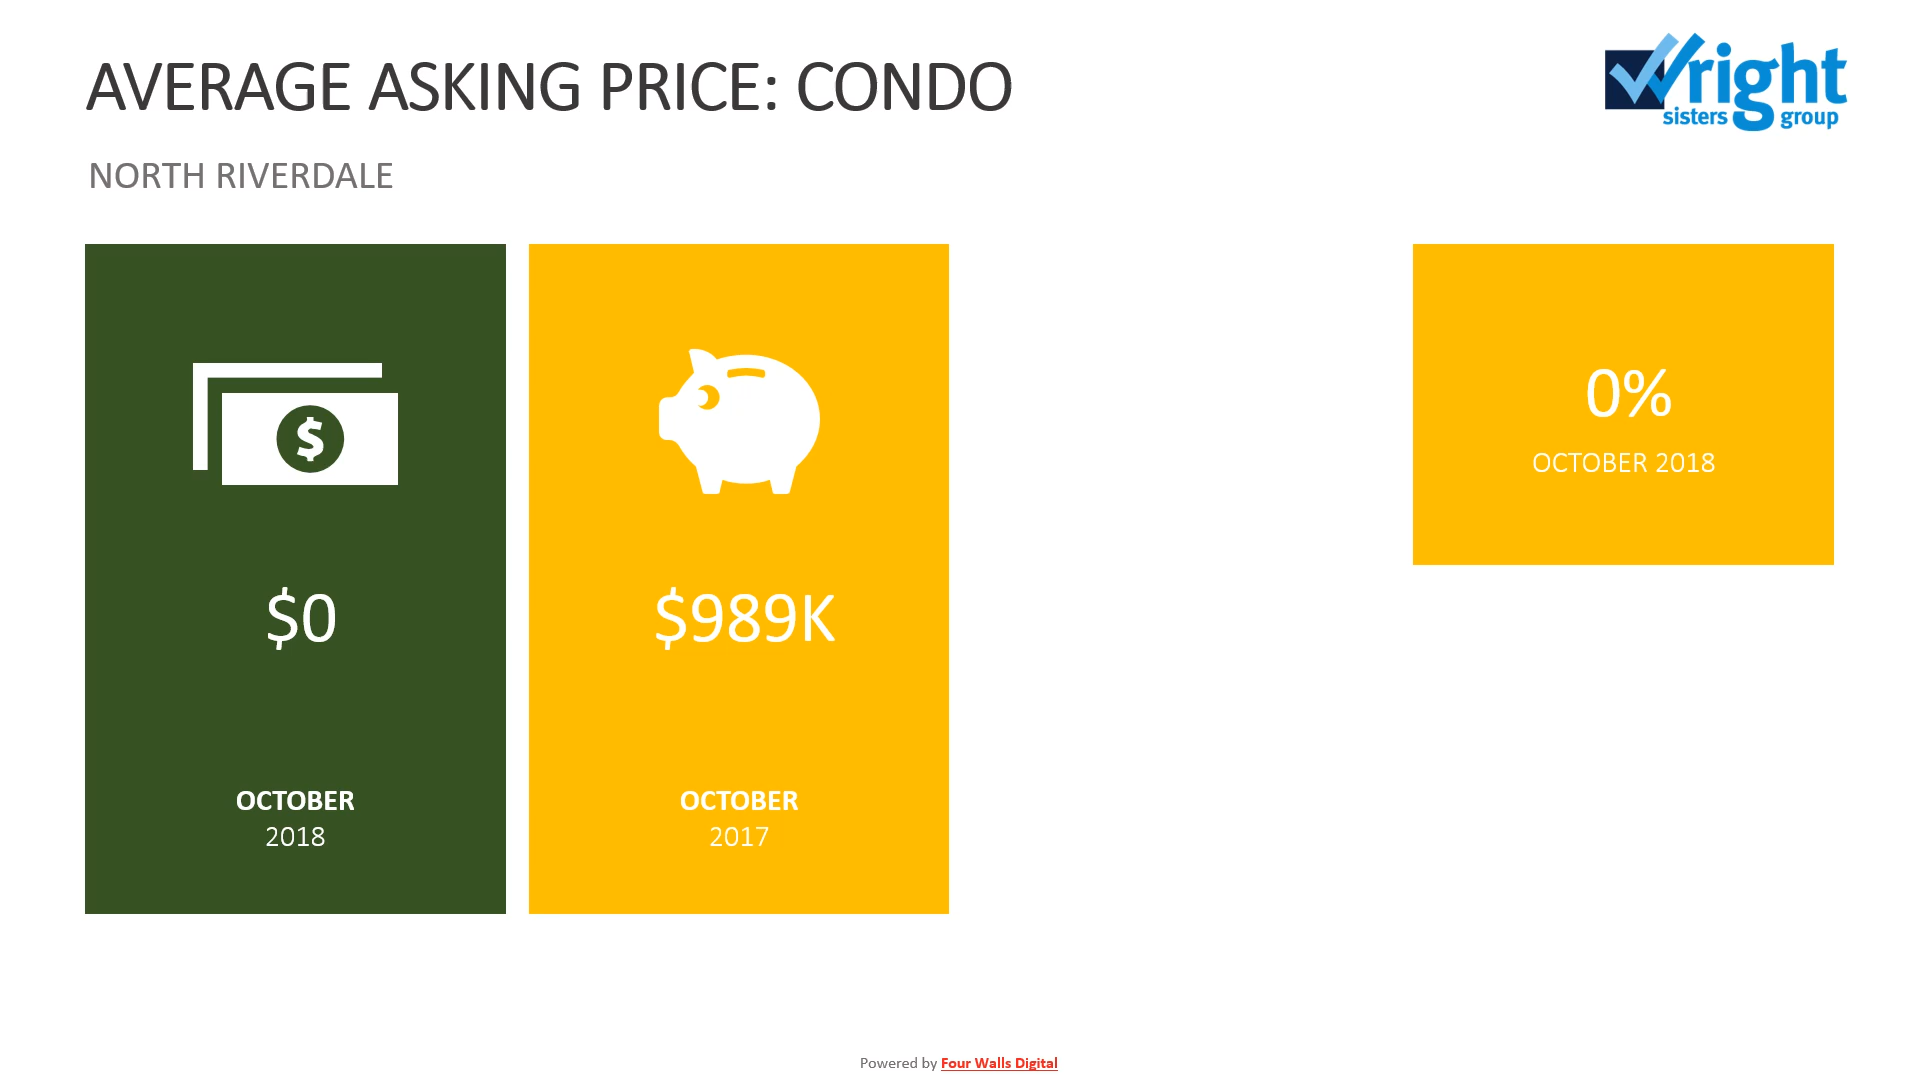 AVERAGE ASKING PRICE: CONDO
Wright
sisters group
NORTH RIVERDALE
$
$0
OCTOBER
2018
$989K
OCTOBER
2017
0%
OCTOBER 2018
Powered by Four Walls Digital